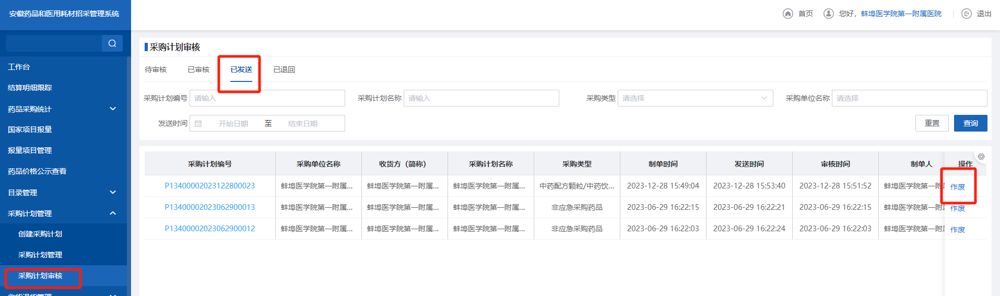 安徽药品和医用耗材招采管理系统
首页 您好，蚌埠医学院第一附属医院 退出
工作台
结算明细跟踪
药品采购统计
国家项目报量
报量项目管理
药品价格公示查看
目录管理
采购计划管理
创建采购计划
采购计划管理
采购计划审核
采购计划审核
待审核 已审核 已发送 已退回
采购计划编号 请输入 采购计划名称 请输入 采购类型 请选择 采购单位名称 请选择
发送时间 开始日期 至 结束日期 重置 查询
采购计划编号 采购单位名称 收货方（简称） 采购计划名称 采购类型 制单时间 发送时间 审核时间 制单人 操作
P13400002023122800023 蚌埠医学院第一附属... 蚌埠医学院第一附属... 蚌埠医学院第一附属... 中药配方颗粒/中药饮... 2023-12-28 15:49:04 2023-12-28 15:53:40 2023-12-28 15:51:52 蚌埠医学院第一附 作废
P13400002023062900013 蚌埠医学院第一附属... 蚌埠医学院第一附属... 蚌埠医学院第一附属... 非应急采购药品 2023-06-29 16:22:15 2023-06-29 16:22:21 2023-06-29 16:22:15 蚌埠医学院第一附 作废
P13400002023062900012 蚌埠医学院第一附属... 蚌埠医学院第一附属... 蚌埠医学院第一附属... 非应急采购药品 2023-06-29 16:22:03 2023-06-29 16:22:24 2023-06-29 16:22:03 蚌埠医学院第一附 作废